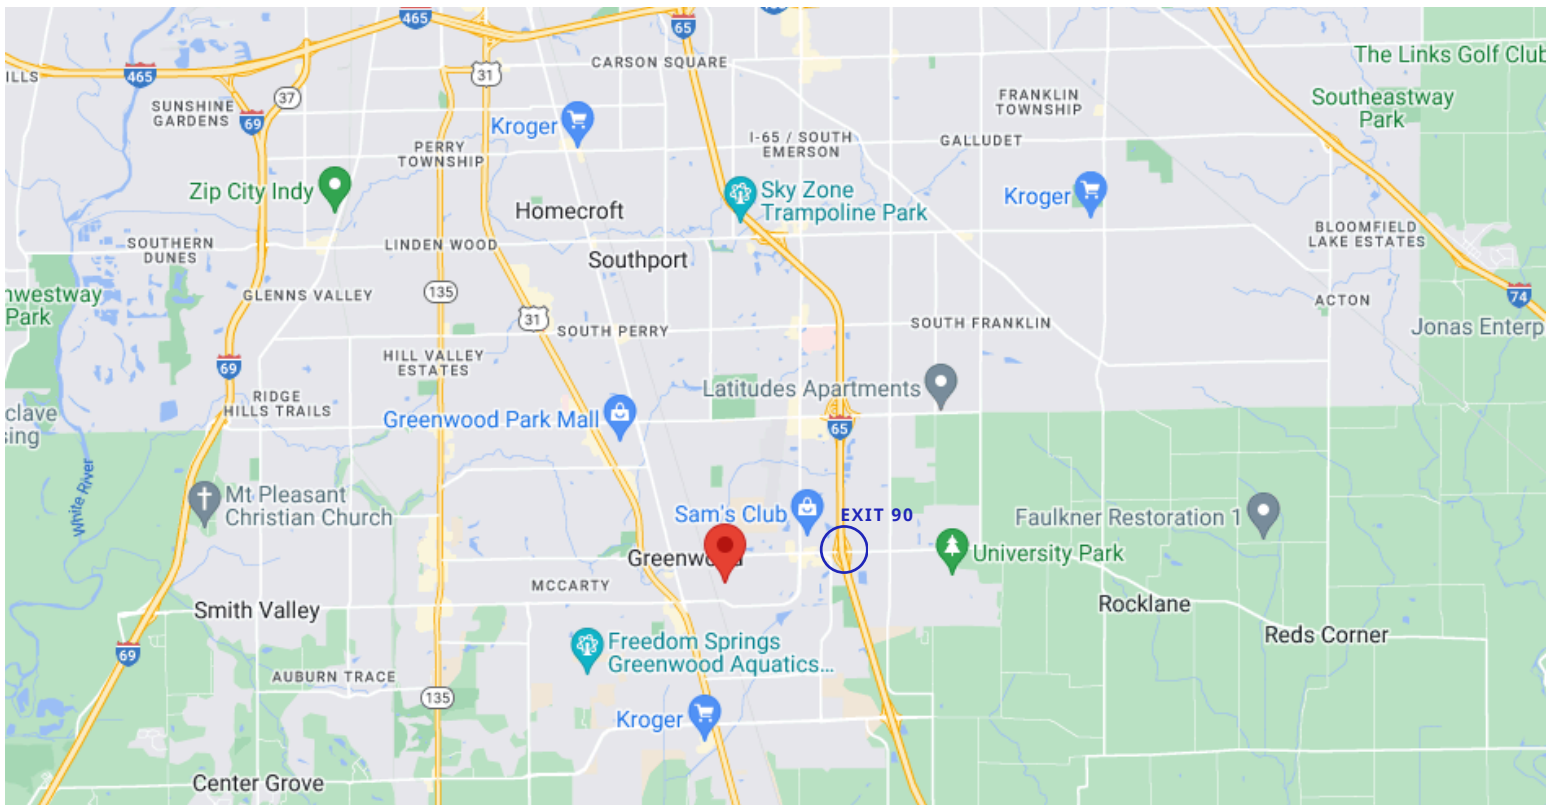 465
65
ILLS
465
31
CARSON SQUARE
The Links Golf Club
37
SUNSHINE
GARDENS
69
FRANKLIN
TOWNSHIP
Southeastway
Park
Kroger
PERRY
TOWNSHIP
I-65 / SOUTH
EMERSON
GALLUDET
Zip City Indy
Sky Zone
Trampoline Park
Kroger
Homecroft
SOUTHERN
DUNES
LINDEN WOOD
Southport
BLOOMFIELD
LAKE ESTATES
nwestway
Park
GLENNS VALLEY
135
31
SOUTH PERRY
SOUTH FRANKLIN
ACTON
74
Jonas Enterp
69
HILL VALLEY
ESTATES
RIDGE
HILLS TRAILS
Latitudes Apartments
clave
sing
Greenwood Park Mall
65
White River
Mt Pleasant
Christian Church
Sam's Club
EXIT 90
Faulkner Restoration 1
Greenwood
University Park
MCCARTY
Smith Valley
Rocklane
Reds Corner
69
Freedom Springs
Greenwood Aquatics...
AUBURN TRACE
135
Kroger
Center Grove